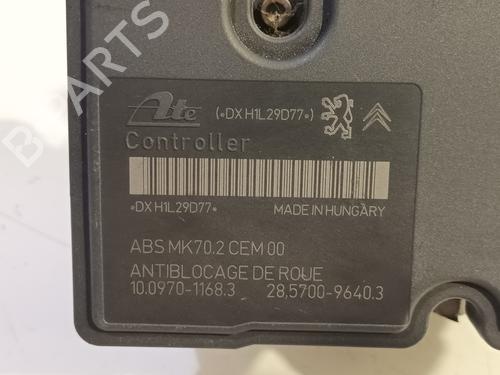 PARTS
Ate (*DX H1L29D77*)
Controller
*DX H1L29D77* MADE IN HUNGARY
ABS MK70.2 CEM 00
ANTIBLOCAGE DE ROUE
10.0970-1168.3 28,5700-9640.3